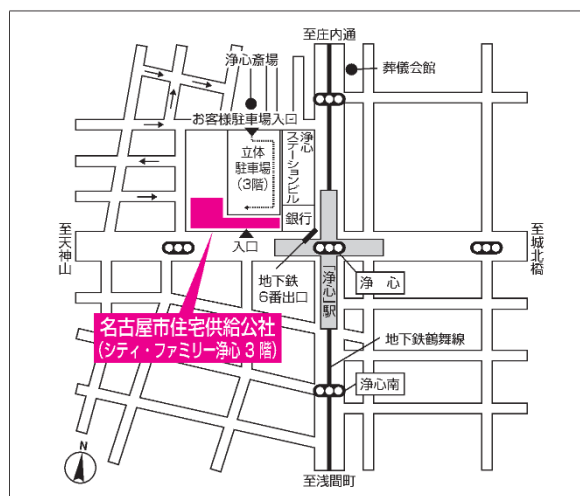 至庄内通
浄心斎場
葬儀会館
お客様駐車場入口
立体
駐車場
(3階)
浄心
ステーションビル
銀行
至天神山
至城北橋
入口
地下鉄
6番出口
「浄心」駅
浄 心
名古屋市住宅供給公社
(シティ・ファミリー浄心 3 階)
地下鉄鶴舞線
浄心南
N
至浅間町